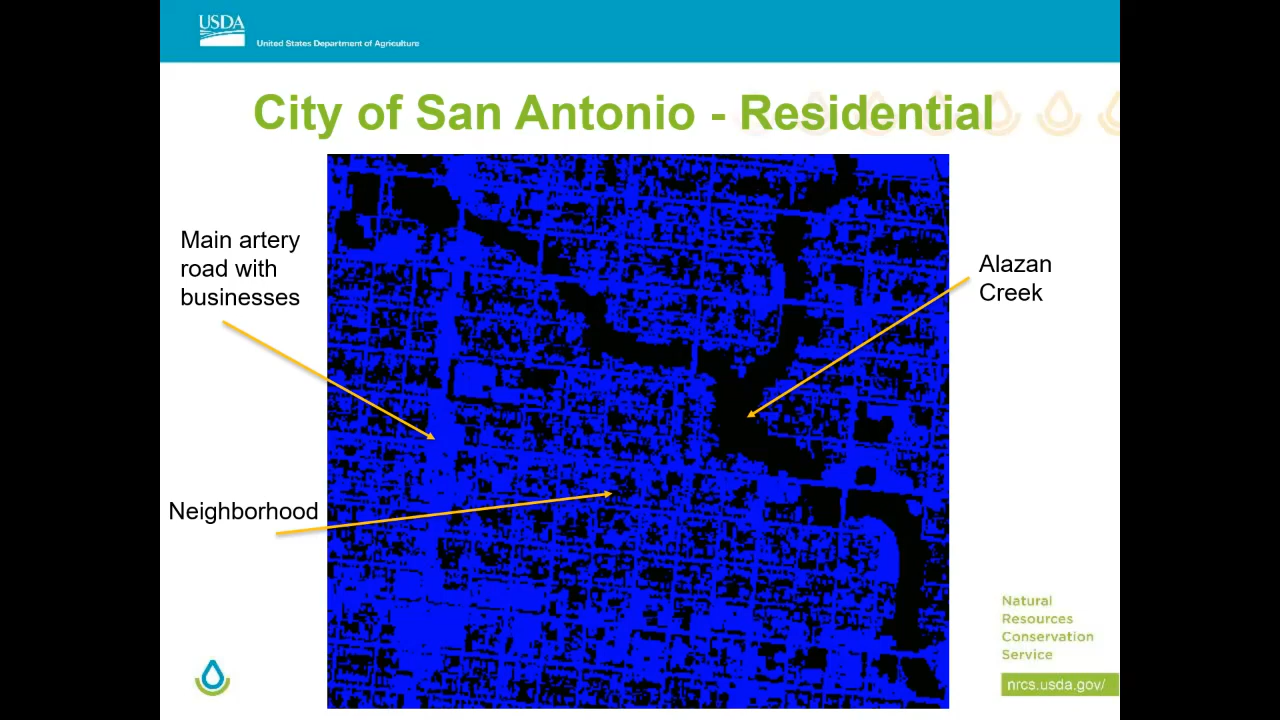 USDA
United States Department of Agriculture
City of San Antonio - Residential
Main artery
road with
businesses
Alazan
Creek
Neighborhood
Natural
Resources
Conservation
Service
nrcs.usda.gov/